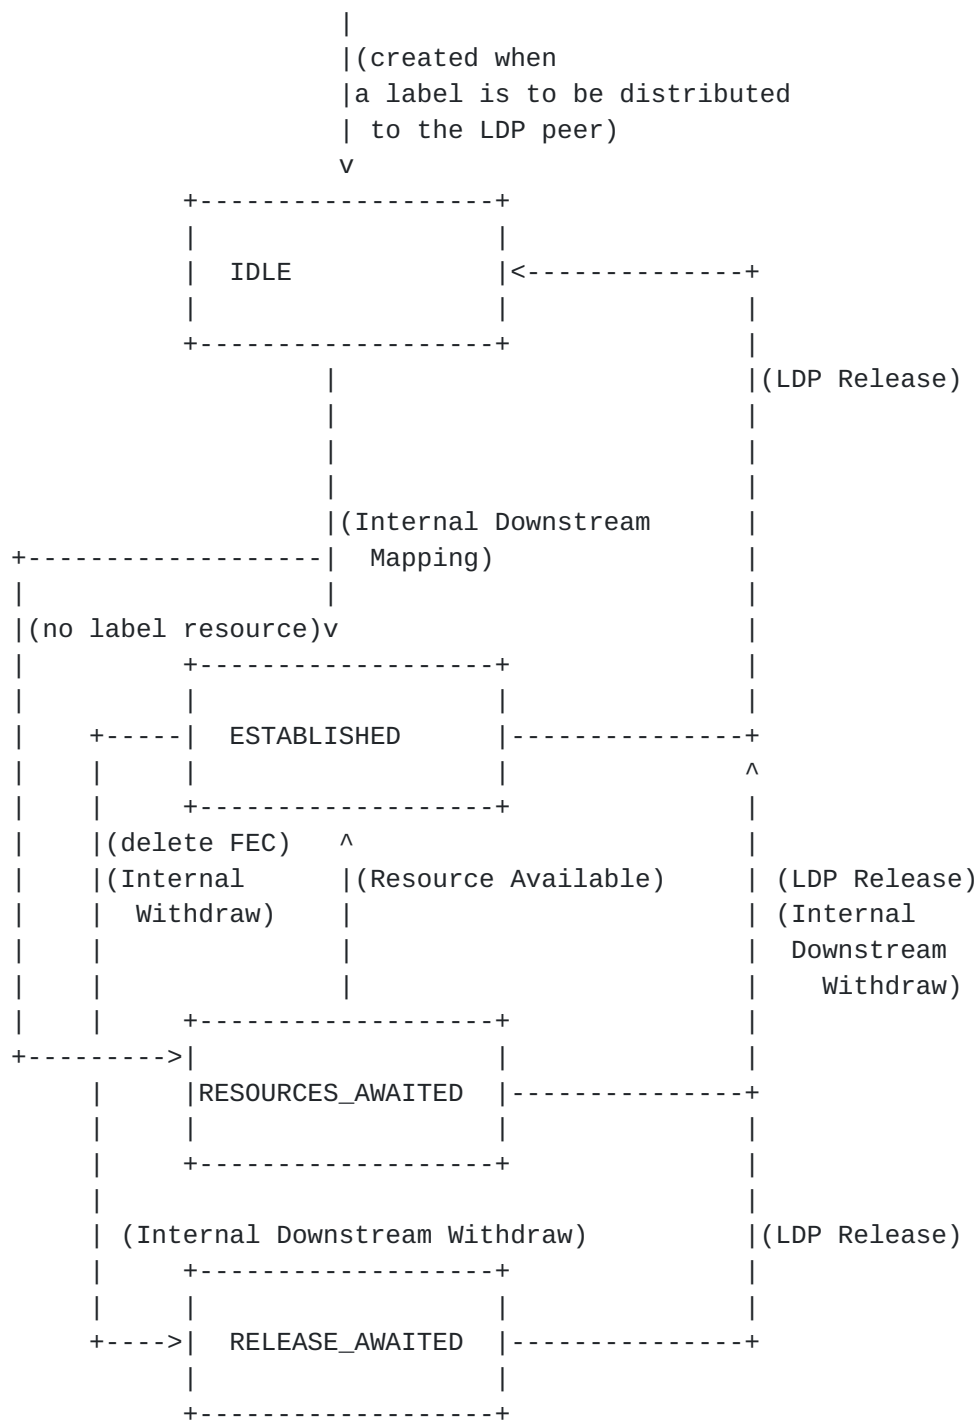 (created when
a label is to be distributed
to the LDP peer)
IDLE
(LDP Release)
(Internal Downstream
Mapping)
(no label resource)
ESTABLISHED
(delete FEC)
(Internal (Resource Available) (LDP Release)
Withdraw) (Internal
Downstream
Withdraw)
RESOURCES_AWAITED
(Internal Downstream Withdraw) (LDP Release)
RELEASE_AWAITED